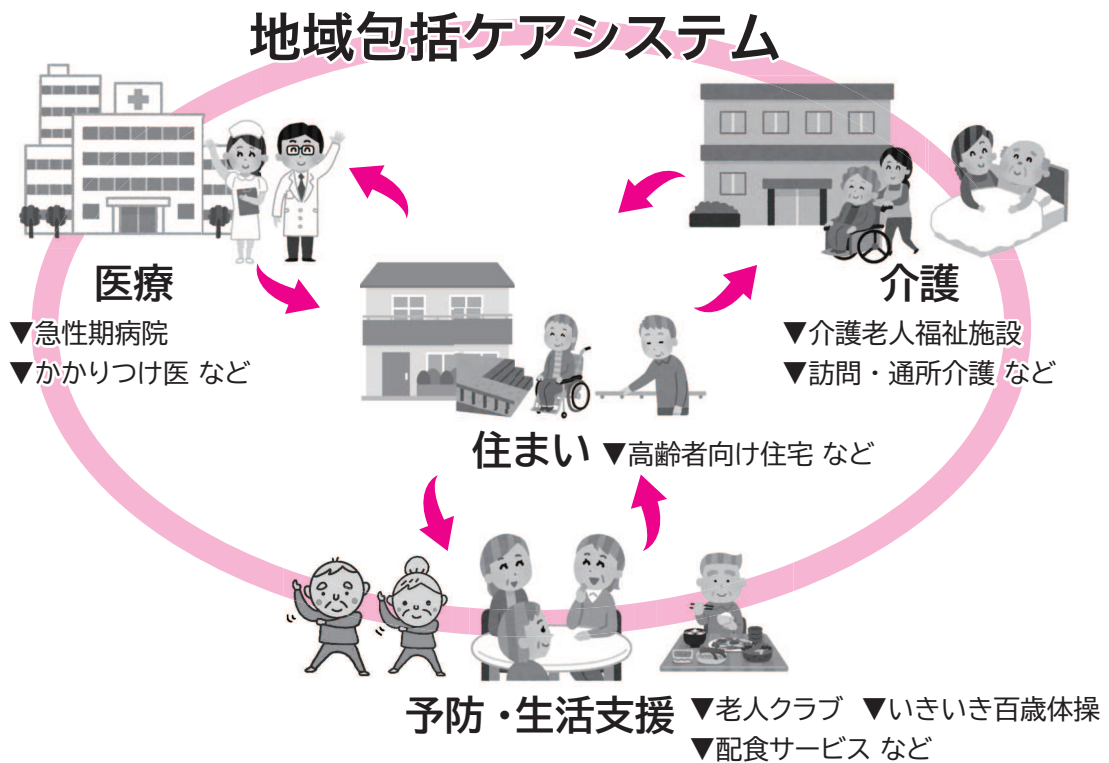 地域包括ケアシステム
医療
▼急性期病院
▼かかりつけ医 など
介護
▼介護老人福祉施設
▼訪問・通所介護 など
住まい ▼高齢者向け住宅 など
予防・生活支援 ▼老人クラブ ▼いきいき百歳体操
▼配食サービス など